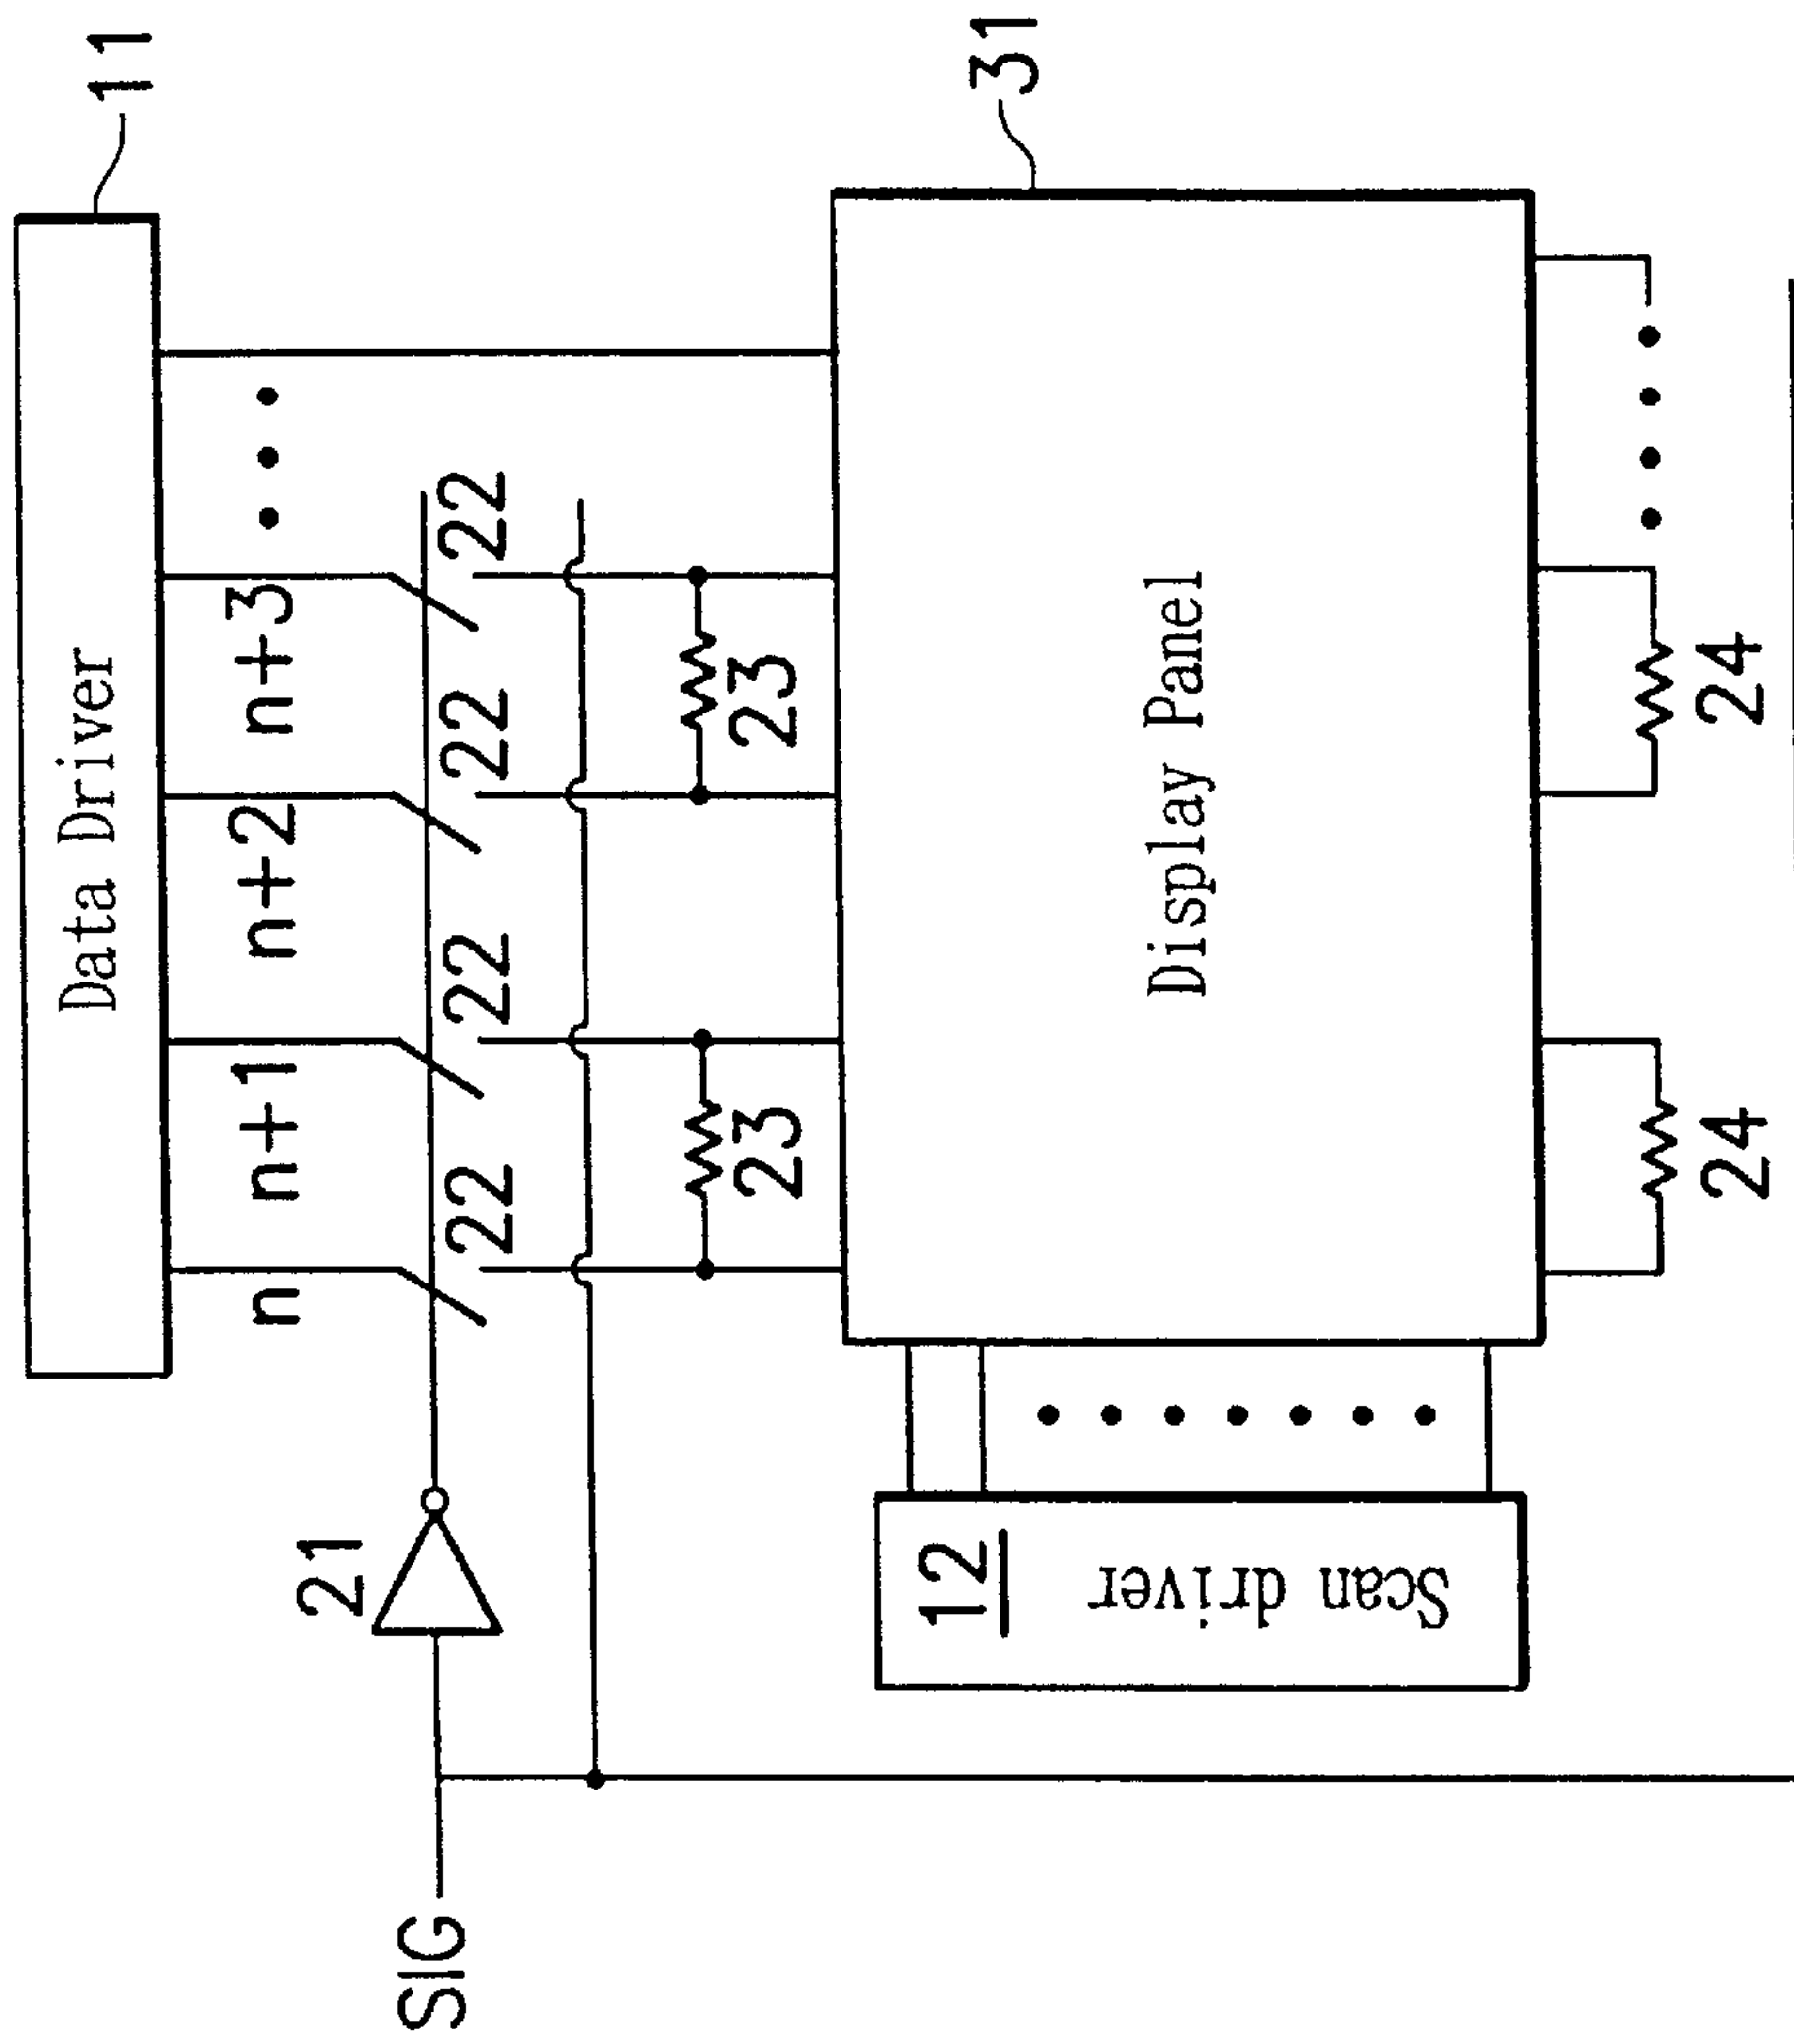 11
Data Driver
n n+1 n+2 n+3
21
22 22 22 22
SIG
23 23
31
12
Scan driver
Display Panel
24 24